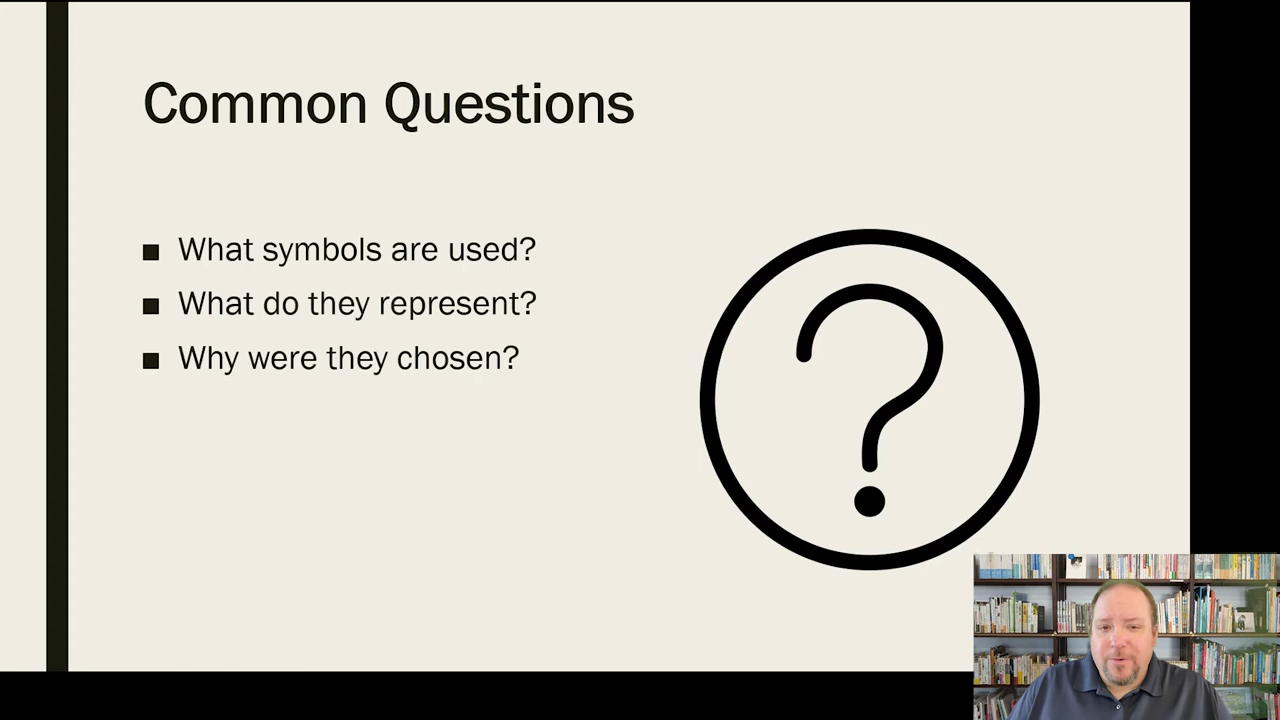 Common Questions
What symbols are used?
What do they represent?
Why were they chosen?